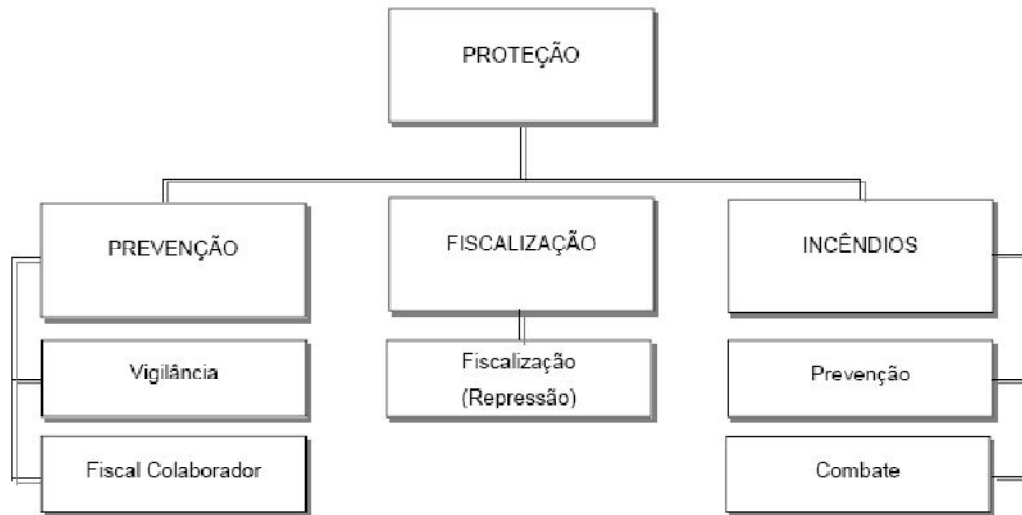 PROTEÇÃO
PREVENÇÃO
FISCALIZAÇÃO
INCÊNDIOS
Vigilância
Fiscalização
(Repressão)
Prevenção
Fiscal Colaborador
Combate